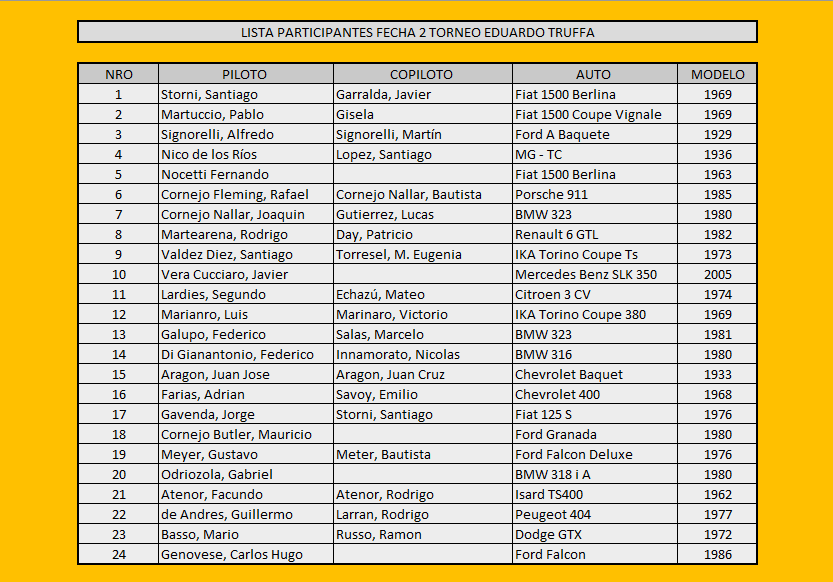 LISTA PARTICIPANTES FECHA 2 TORNEO EDUARDO TRUFFA
NRO PILOTO COPILOTO AUTO MODELO
1 Storni, Santiago Garralda, Javier Fiat 1500 Berlina 1969
2 Martuccio, Pablo Gisela Fiat 1500 Coupe Vignale 1969
3 Signorelli, Alfredo Signorelli, Martín Ford A Baquete 1929
4 Nico de los Ríos Lopez, Santiago MG - TC 1936
5 Nocetti Fernando Fiat 1500 Berlina 1963
6 Cornejo Fleming, Rafael Cornejo Nallar, Bautista Porsche 911 1985
7 Cornejo Nallar, Joaquin Gutierrez, Lucas BMW 323 1980
8 Martearena, Rodrigo Day, Patricio Renault 6 GTL 1982
9 Valdez Diez, Santiago Torresel, M. Eugenia IKA Torino Coupe Ts 1973
10 Vera Cucciaro, Javier Mercedes Benz SLK 350 2005
11 Lardies, Segundo Echazú, Mateo Citroen 3 CV 1974
12 Marianro, Luis Marinaro, Victorio IKA Torino Coupe 380 1969
13 Galupo, Federico Salas, Marcelo BMW 323 1981
14 Di Gianantonio, Federico Innamorato, Nicolas BMW 316 1980
15 Aragon, Juan Jose Aragon, Juan Cruz Chevrolet Baquet 1933
16 Farias, Adrian Savoy, Emilio Chevrolet 400 1968
17 Gavenda, Jorge Storni, Santiago Fiat 125 S 1976
18 Cornejo Butler, Mauricio Ford Granada 1980
19 Meyer, Gustavo Meter, Bautista Ford Falcon Deluxe 1976
20 Odriozola, Gabriel BMW 318 i A 1980
21 Atenor, Facundo Atenor, Rodrigo Isard TS400 1962
22 de Andres, Guillermo Larran, Rodrigo Peugeot 404 1977
23 Basso, Mario Russo, Ramon Dodge GTX 1972
24 Genovese, Carlos Hugo Ford Falcon 1986